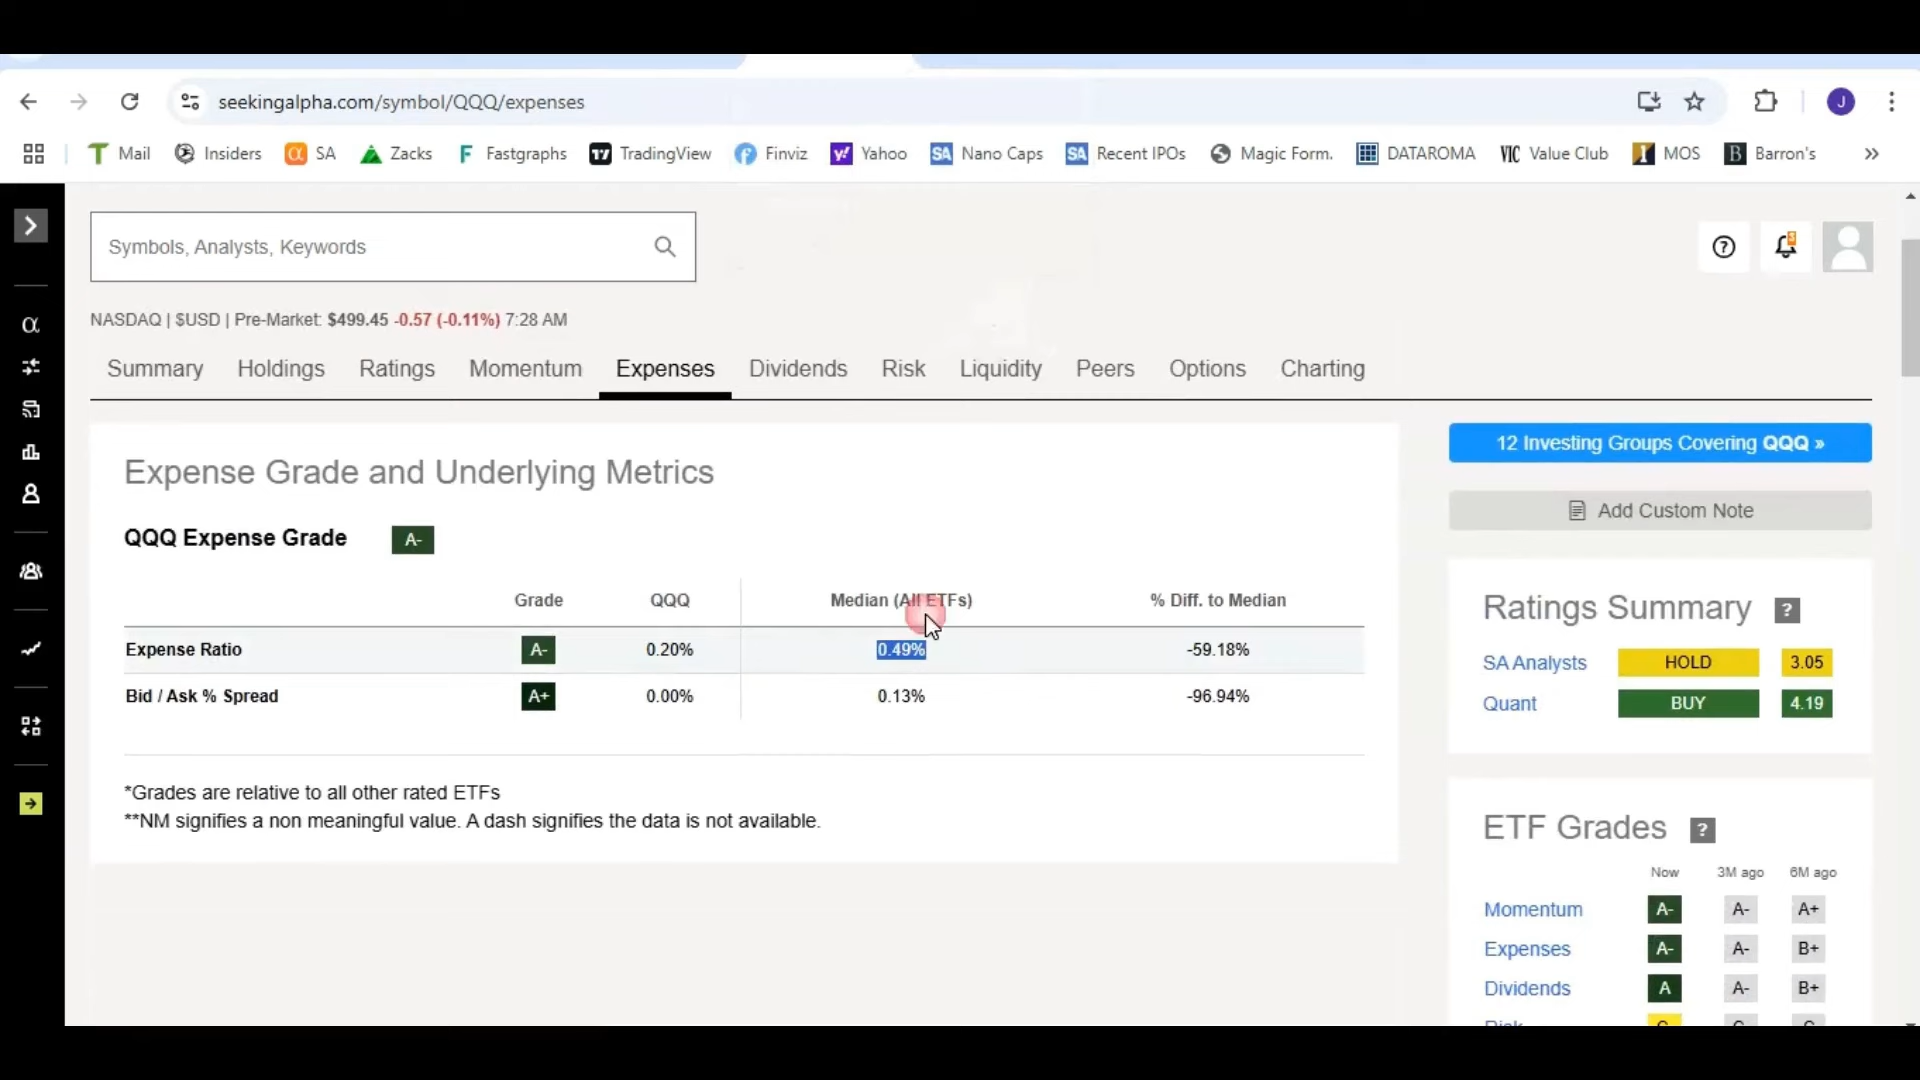 seekingalpha.com/symbol/QQQ/expenses
J
Mail Insiders SA Zacks Fastgraphs TradingView Finviz Yahoo Nano Caps Recent IPOs Magic Form. DATAROMA VIC Value Club MOS Barron's
Symbols, Analysts, Keywords
NASDAQ | $USD | Pre-Market: $499.45 -0.57 (-0.11%) 7:28 AM
Summary Holdings Ratings Momentum Expenses Dividends Risk Liquidity Peers Options Charting
Expense Grade and Underlying Metrics
QQQ Expense Grade A-
Grade QQQ Median (All ETFs) % Diff. to Median
Expense Ratio A- 0.20% 0.49% -59.18%
Bid / Ask % Spread A+ 0.00% 0.13% -96.94%
*Grades are relative to all other rated ETFs
**NM signifies a non meaningful value. A dash signifies the data is not available.
12 Investing Groups Covering QQQ »
Add Custom Note
Ratings Summary ?
SA Analysts HOLD 3.05
Quant BUY 4.19
ETF Grades ?
Now 3M ago 6M ago
Momentum A- A- A+
Expenses A- A- B+
Dividends A A- B+